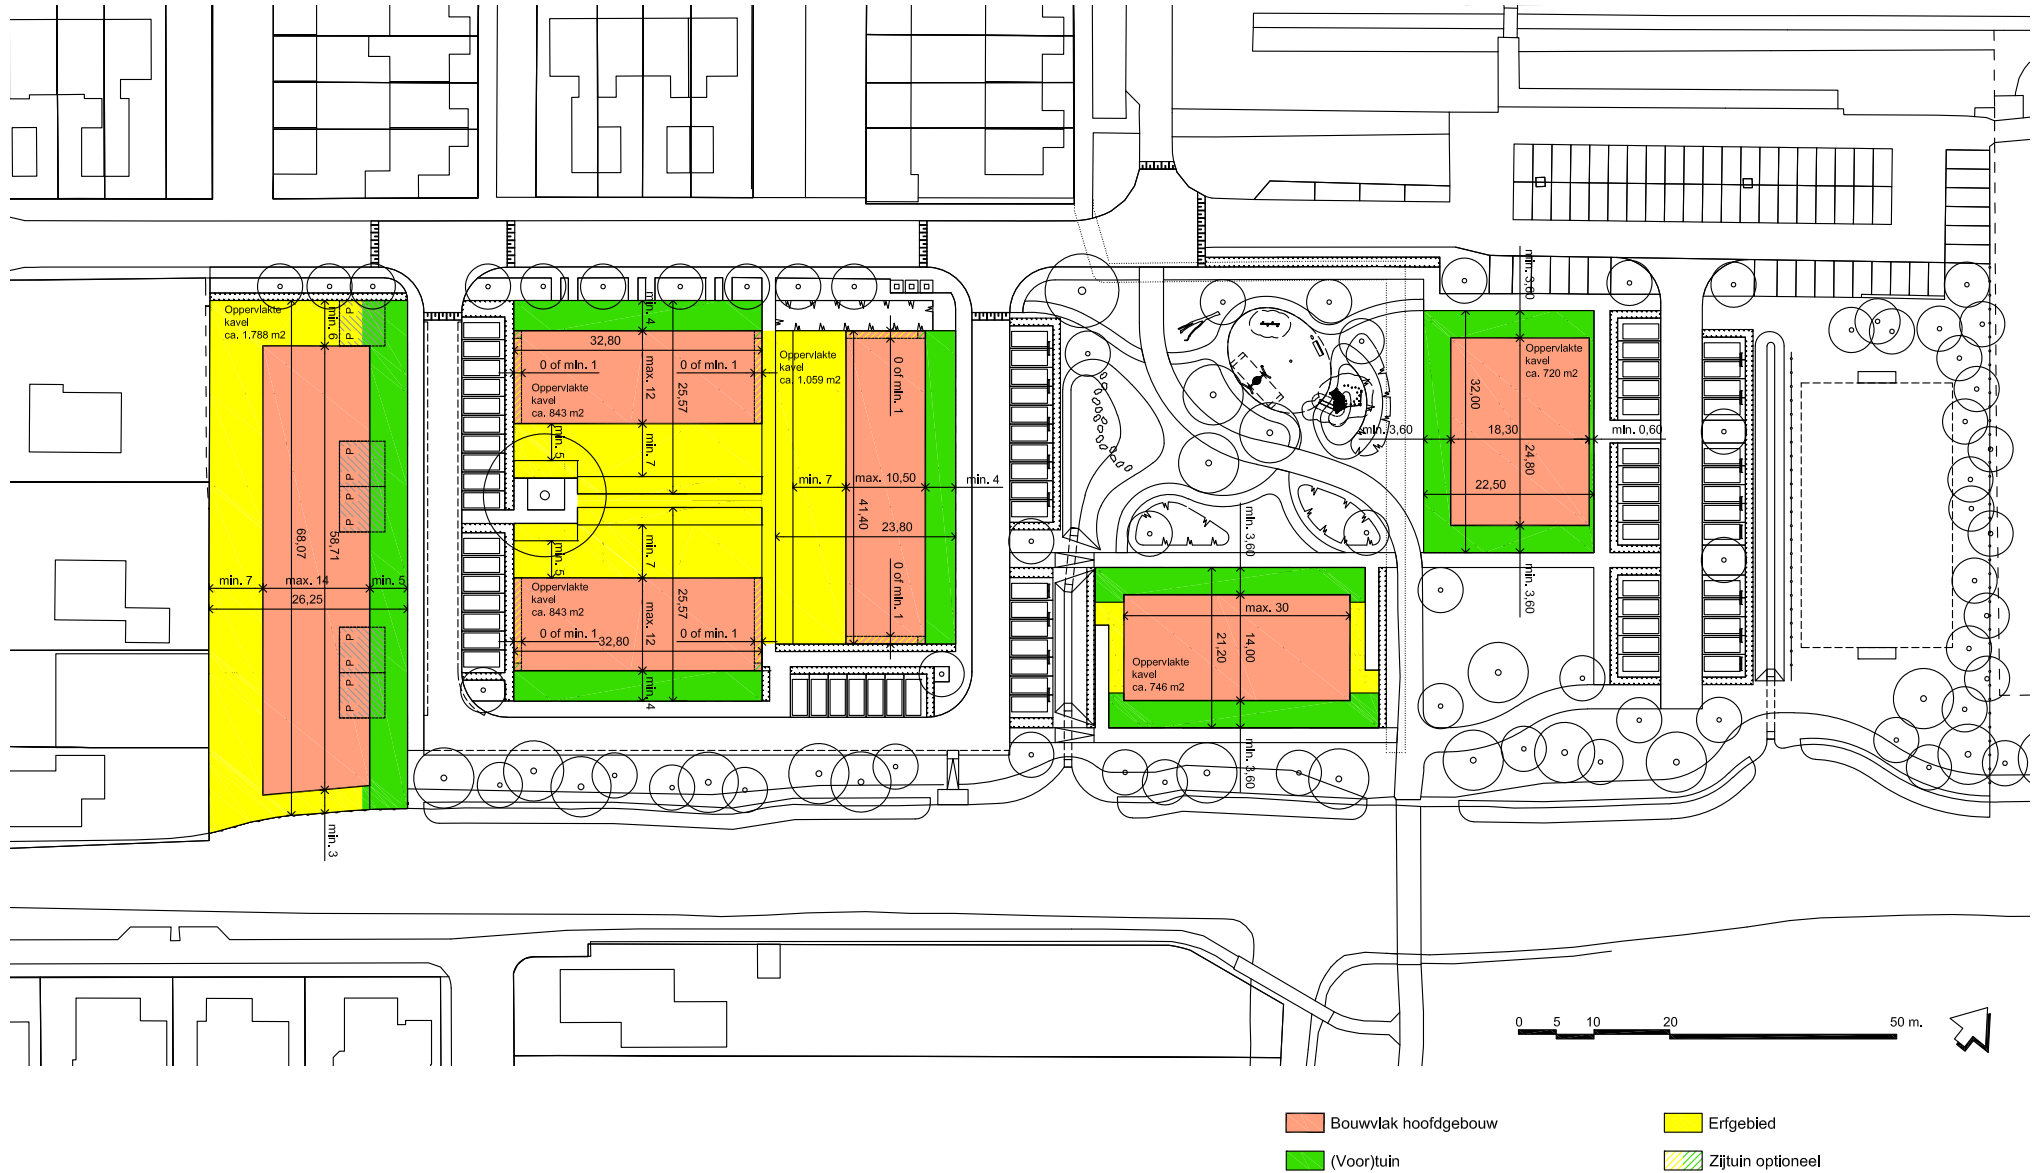 Oppervlakte
kavel
ca. 1,788 m2
min. 6
P
P
P
P
P
P
P
68,07
58,71
min. 7
max. 14
min. 5
26,25
min. 3
min. 4
32,80
0 of min. 1
0 of min. 1
max. 12
25,57
Oppervlakte
kavel
ca. 843 m2
min. 5
min. 7
min. 7
min. 5
Oppervlakte
kavel
ca. 843 m2
max. 12
25,57
0 of min. 1
32,80
0 of min. 1
min. 4
Oppervlakte
kavel
ca. 1.059 m2
0 of min. 1
min. 7
max. 10,50
min. 4
41,40
23,80
0 of min. 1
min. 3,60
Oppervlakte
kavel
ca. 720 m2
32,00
min. 3,60
18,30
min. 0,60
24,80
22,50
min. 3,60
min. 3,60
max. 30
21,20
14,00
Oppervlakte
kavel
ca. 746 m2
min. 3,60
0 5 10 20 50 m.
Bouwvlak hoofdgebouw
Erfgebied
(Voor)tuin
Zijtuin optioneel